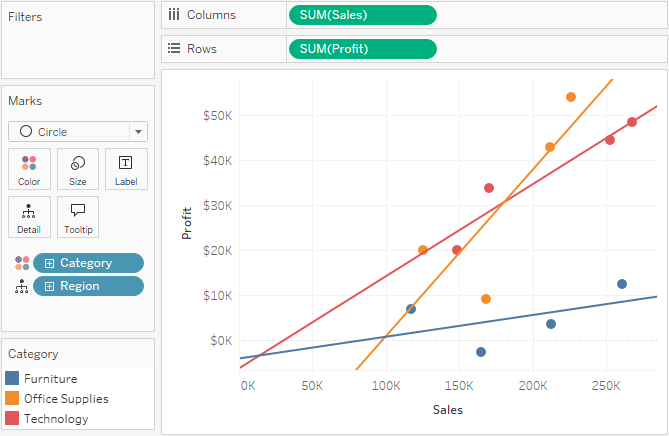 Filters
Columns
SUM(Sales)
Rows
SUM(Profit)
Marks
Circle
Color
Size
Label
Detail
Tooltip
Category
Region
Category
Furniture
Office Supplies
Technology
Profit
$50K
$40K
$30K
$20K
$10K
$0K
0K
50K
100K
150K
200K
250K
Sales